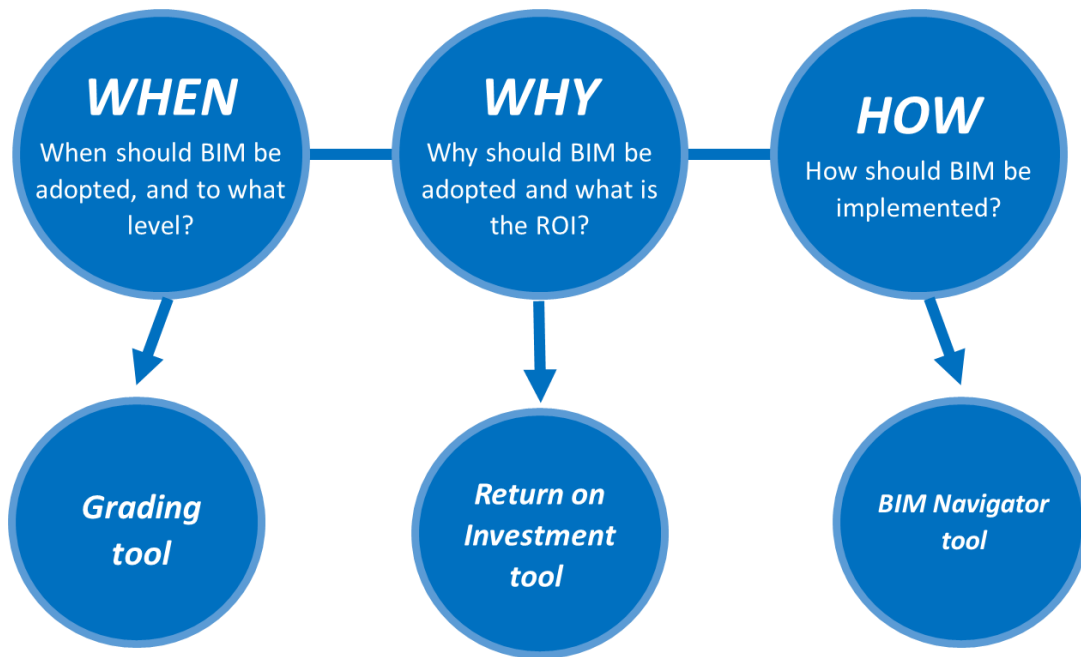 WHEN
When should BIM be
adopted, and to what
level?
WHY
Why should BIM be
adopted and what is
the ROI?
HOW
How should BIM be
implemented?
Grading
tool
Return on
Investment
tool
BIM Navigator
tool